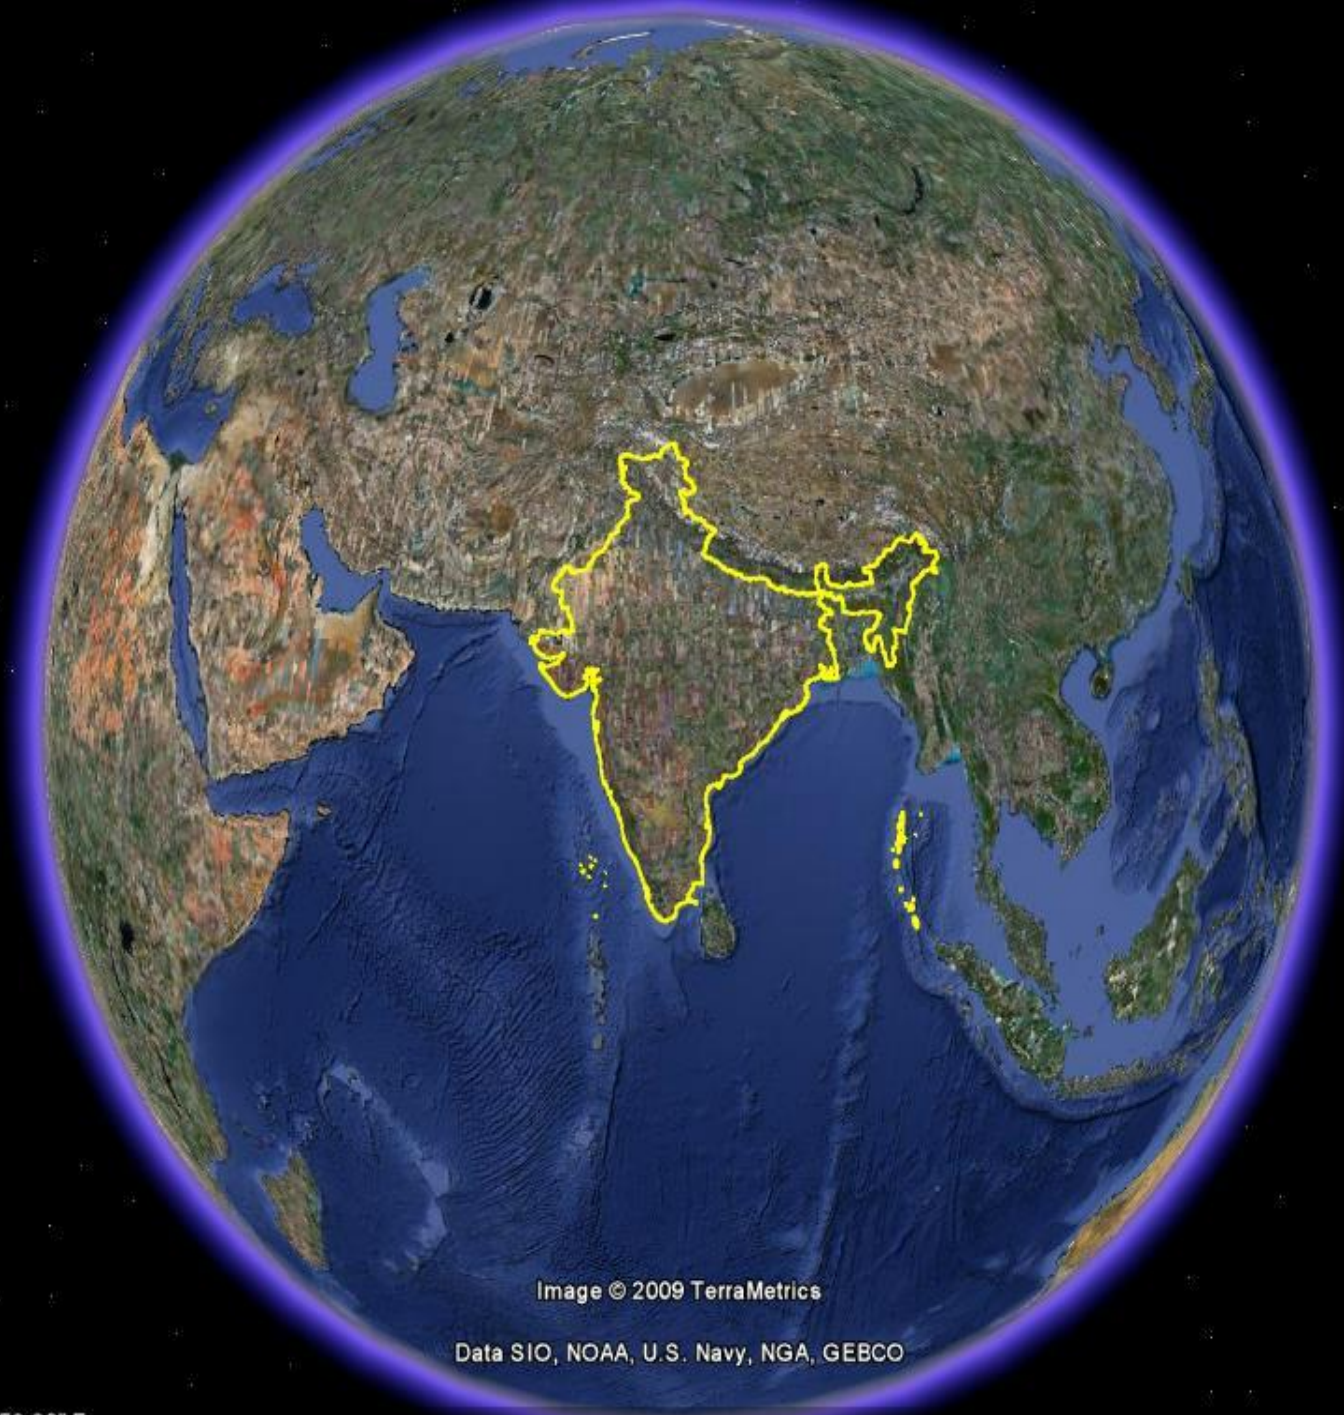 Image © 2009 TerraMetrics
Data SIO, NOAA, U.S. Navy, NGA, GEBCO